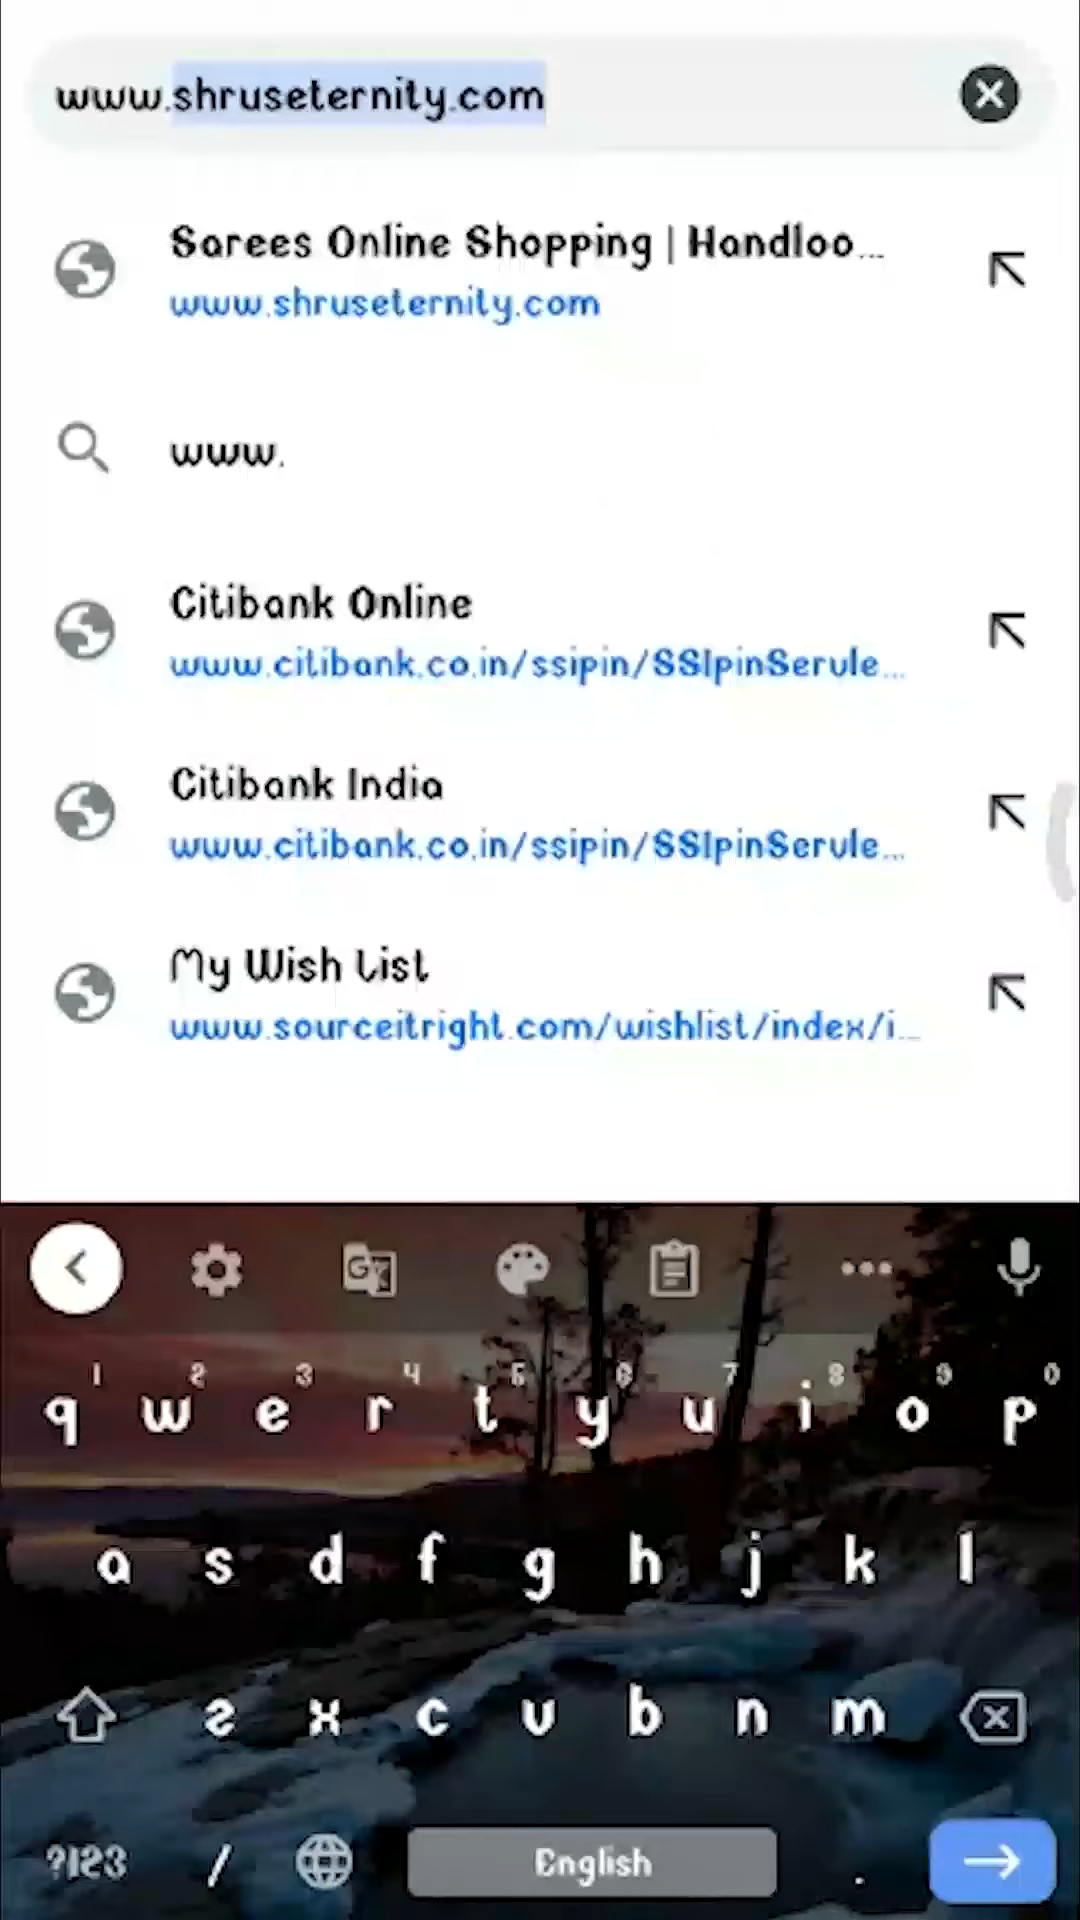 www.shruseternity.com
Sarees Online Shopping | Handloo...
www.shruseternity.com
www.
Citibank Online
www.citibank.co.in/ssipin/SSIpinServle...
Citibank India
www.citibank.co.in/ssipin/SSIpinServle...
My Wish List
www.sourceitright.com/wishlist/index/i...
1 2 3 4 5 6 7 8 9 0
q w e r t y u i o p
a s d f g h j k l
z x c v b n m
?123 / English .